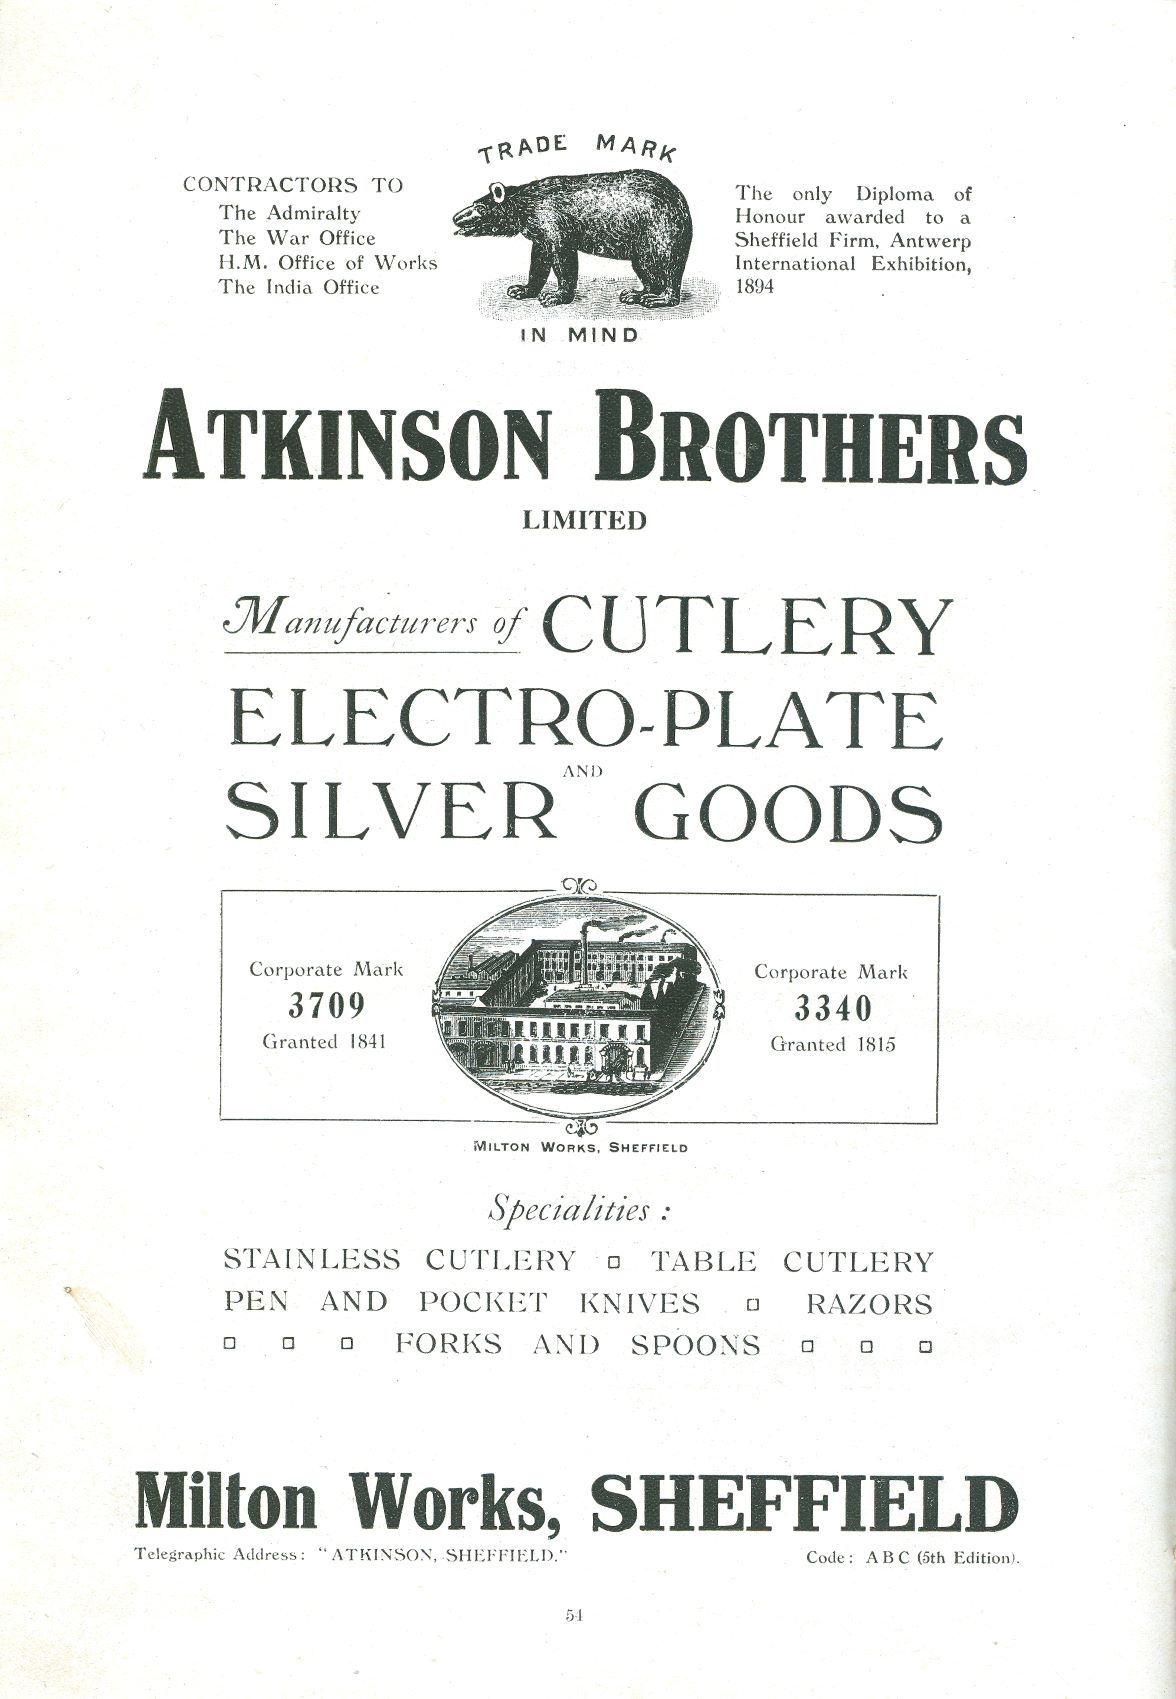 TRADE MARK
CONTRACTORS TO
The Admiralty
The War Office
H.M. Office of Works
The India Office
The only Diploma of
Honour awarded to a
Sheffield Firm, Antwerp
International Exhibition,
1894
IN MIND
ATKINSON BROTHERS
LIMITED
Manufacturers of CUTLERY
ELECTRO-PLATE
AND
SILVER GOODS
Corporate Mark
3709
Granted 1841
Corporate Mark
3340
Granted 1815
MILTON WORKS, SHEFFIELD
Specialities :
STAINLESS CUTLERY □ TABLE CUTLERY
PEN AND POCKET KNIVES □ RAZORS
□ □ □ FORKS AND SPOONS □ □ □
Milton Works, SHEFFIELD
Telegraphic Address: "ATKINSON, SHEFFIELD."
Code: A B C (5th Edition).
54